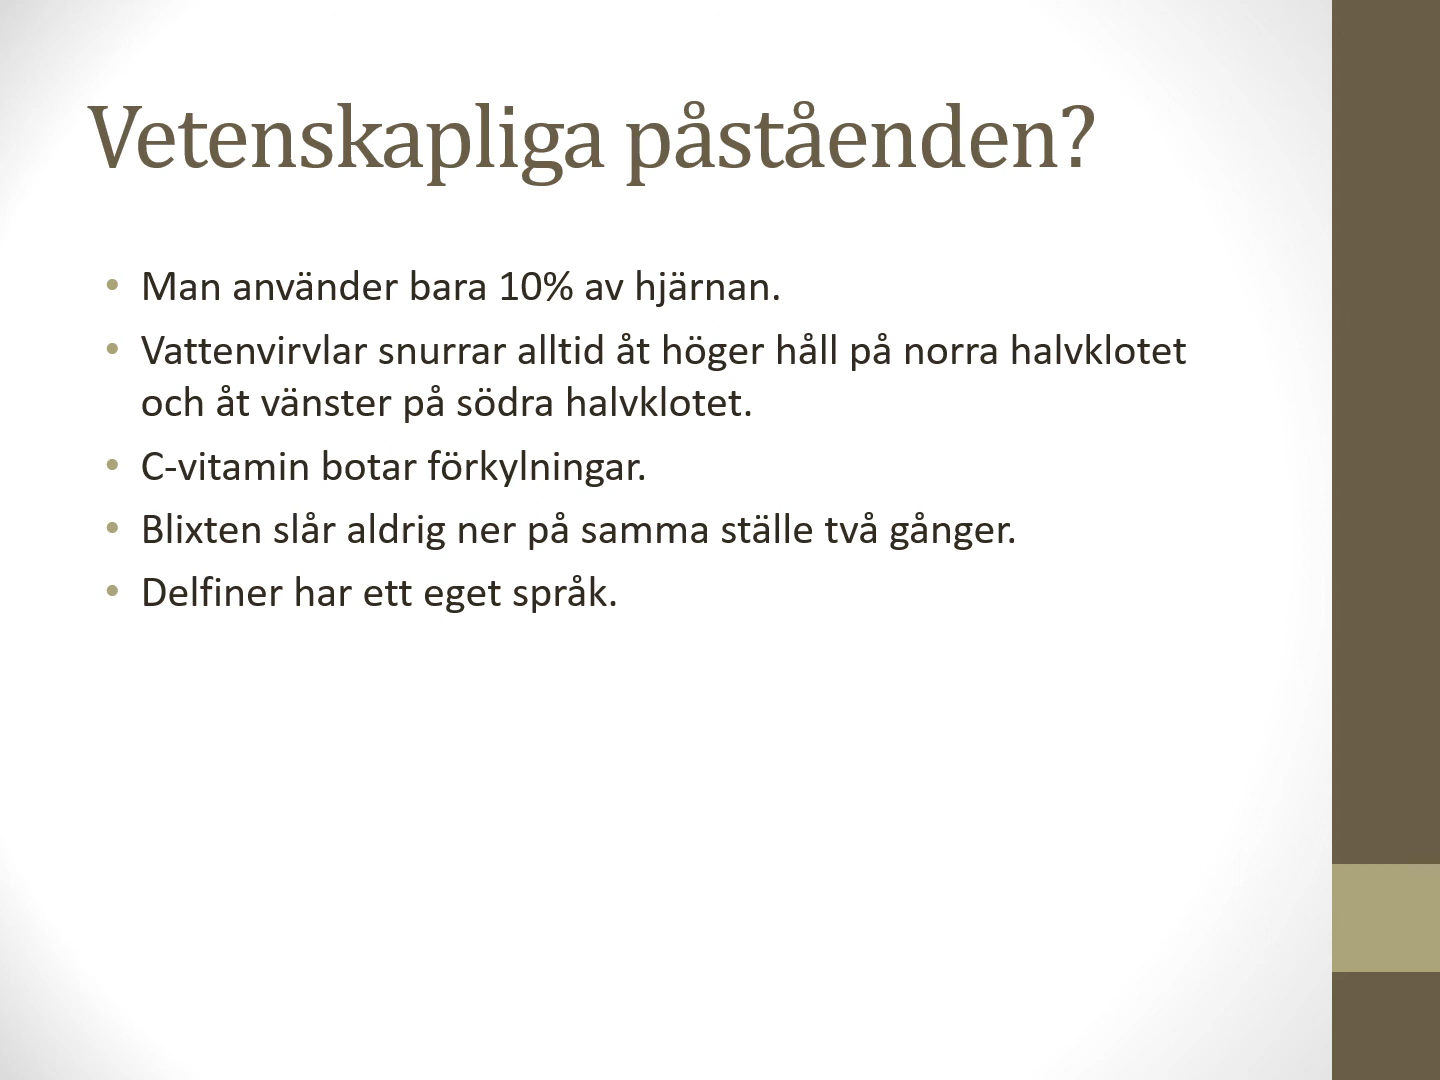 Vetenskapliga påståenden?
• Man använder bara 10% av hjärnan.
• Vattenvirvlar snurrar alltid åt höger håll på norra halvklotet
och åt vänster på södra halvklotet.
• C-vitamin botar förkylningar.
• Blixten slår aldrig ner på samma ställe två gånger.
• Delfiner har ett eget språk.